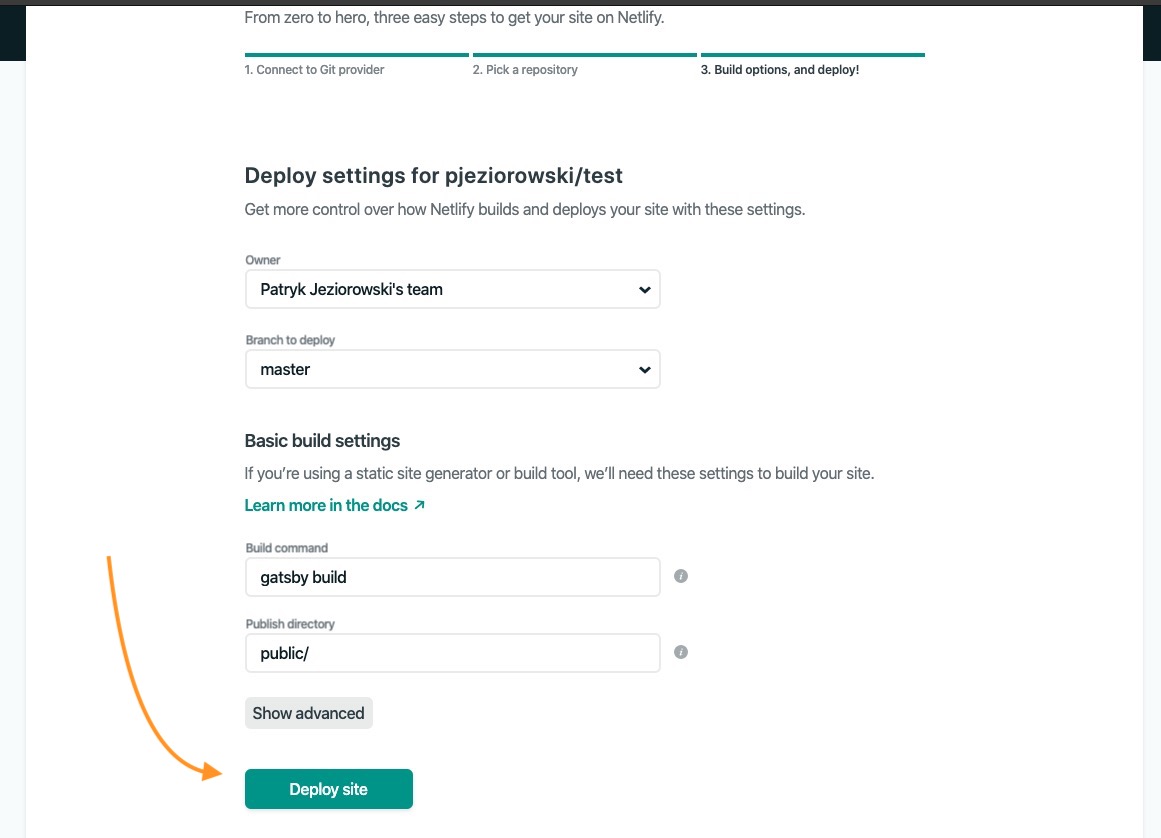 From zero to hero, three easy steps to get your site on Netlify.
1. Connect to Git provider
2. Pick a repository
3. Build options, and deploy!
Deploy settings for pjeziorowski/test
Get more control over how Netlify builds and deploys your site with these settings.
Owner
Patryk Jeziorowski's team
Branch to deploy
master
Basic build settings
If you’re using a static site generator or build tool, we’ll need these settings to build your site.
Learn more in the docs
Build command
gatsby build
Publish directory
public/
Show advanced
Deploy site